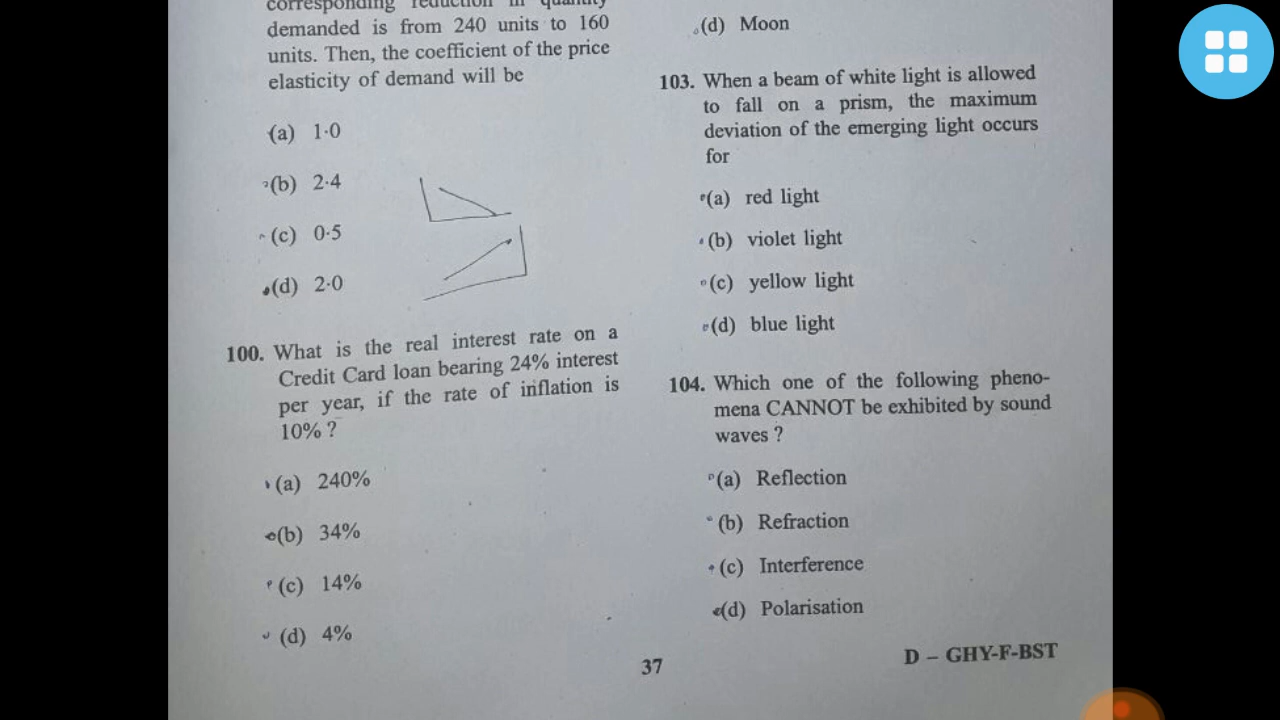 corresponding reduction in quantity
demanded is from 240 units to 160
units. Then, the coefficient of the price
elasticity of demand will be
(a) 1·0
(b) 2·4
(c) 0·5
(d) 2·0
100. What is the real interest rate on a
Credit Card loan bearing 24% interest
per year, if the rate of inflation is
10% ?
(a) 240%
(b) 34%
(c) 14%
(d) 4%
(d) Moon
103. When a beam of white light is allowed
to fall on a prism, the maximum
deviation of the emerging light occurs
for
(a) red light
(b) violet light
(c) yellow light
(d) blue light
104. Which one of the following pheno-
mena CANNOT be exhibited by sound
waves ?
(a) Reflection
(b) Refraction
(c) Interference
(d) Polarisation
37
D – GHY-F-BST